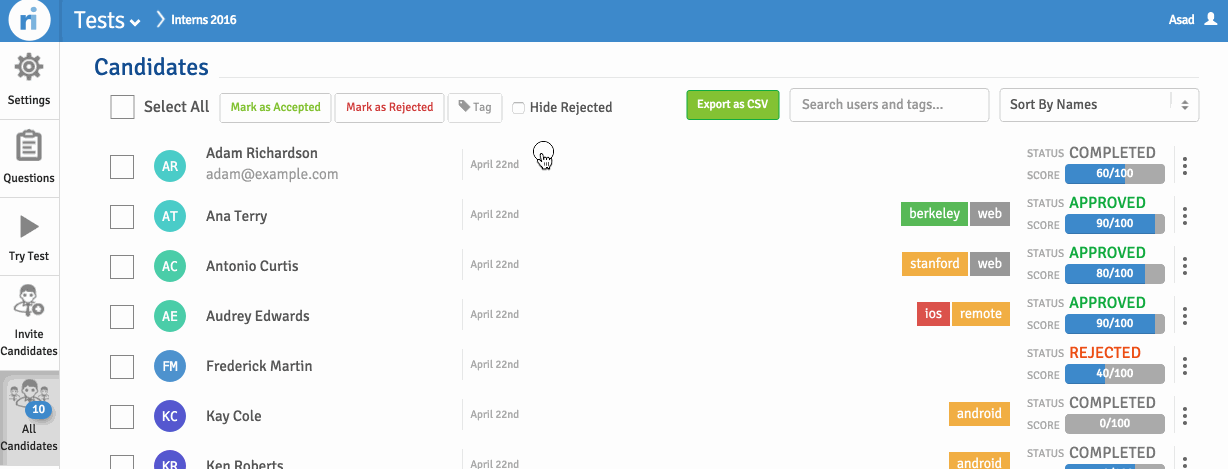 ri Tests Interns 2016 Asad
Settings
Questions
Try Test
Invite
Candidates
10
All
Candidates
Candidates
Select All Mark as Accepted Mark as Rejected Tag Hide Rejected Export as CSV Search users and tags... Sort By Names
AR Adam Richardson April 22nd STATUS COMPLETED
adam@example.com SCORE 60/100
AT Ana Terry April 22nd berkeley web STATUS APPROVED
SCORE 90/100
AC Antonio Curtis April 22nd stanford web STATUS APPROVED
SCORE 80/100
AE Audrey Edwards April 22nd ios remote STATUS APPROVED
SCORE 90/100
FM Frederick Martin April 22nd STATUS REJECTED
SCORE 40/100
KC Kay Cole April 22nd android STATUS COMPLETED
SCORE 0/100
KR Ken Roberts April 22nd android STATUS COMPLETED